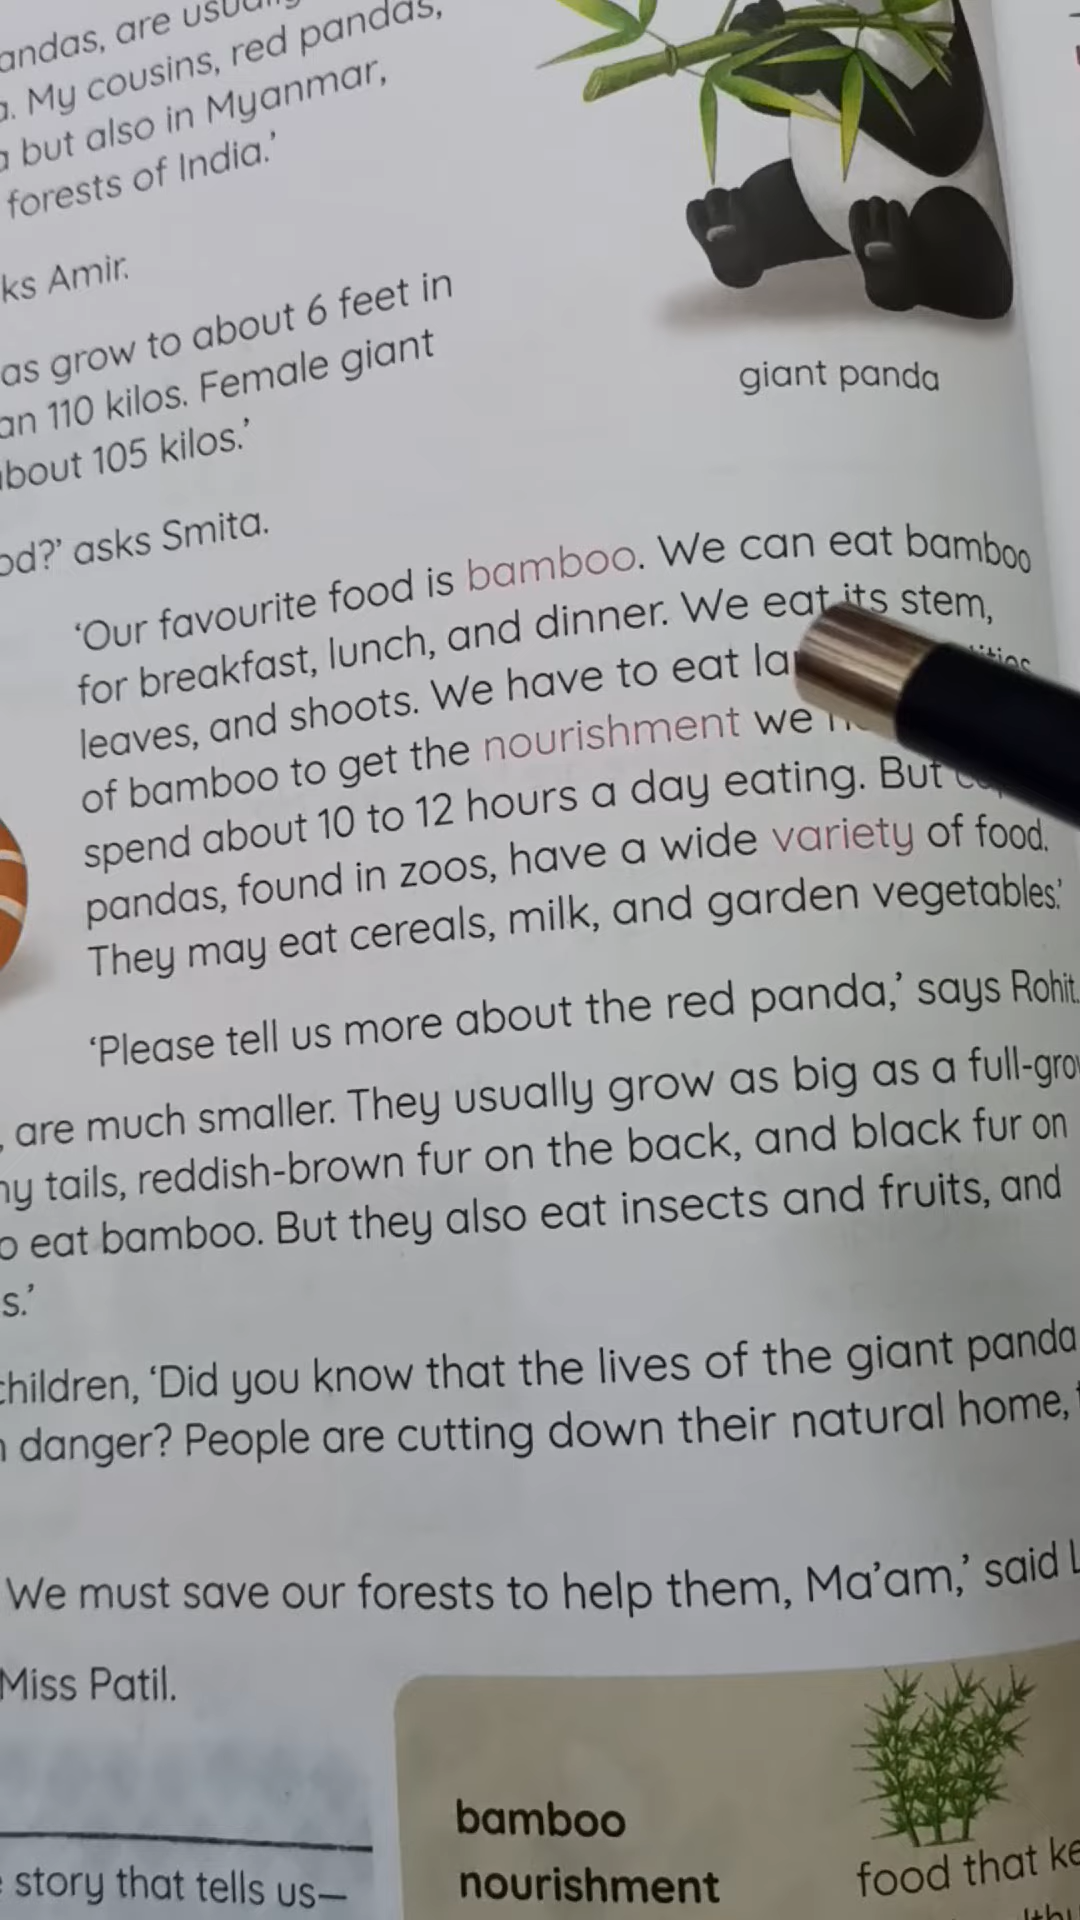 andas, are usually
. My cousins, red pandas,
but also in Myanmar,
forests of India.’
ks Amir.
as grow to about 6 feet in
an 110 kilos. Female giant
bout 105 kilos.’
giant panda
od?’ asks Smita.
‘Our favourite food is bamboo. We can eat bamboo
for breakfast, lunch, and dinner. We eat its stem,
leaves, and shoots. We have to eat la
of bamboo to get the nourishment we
spend about 10 to 12 hours a day eating. But
pandas, found in zoos, have a wide variety of food.
They may eat cereals, milk, and garden vegetables.’
‘Please tell us more about the red panda,’ says Rohit.
, are much smaller. They usually grow as big as a full-grow
hy tails, reddish-brown fur on the back, and black fur on
o eat bamboo. But they also eat insects and fruits, and
s.’
children, ‘Did you know that the lives of the giant panda
danger? People are cutting down their natural home,
We must save our forests to help them, Ma’am,’ said L
Miss Patil.
bamboo
nourishment
food that ke
story that tells us—